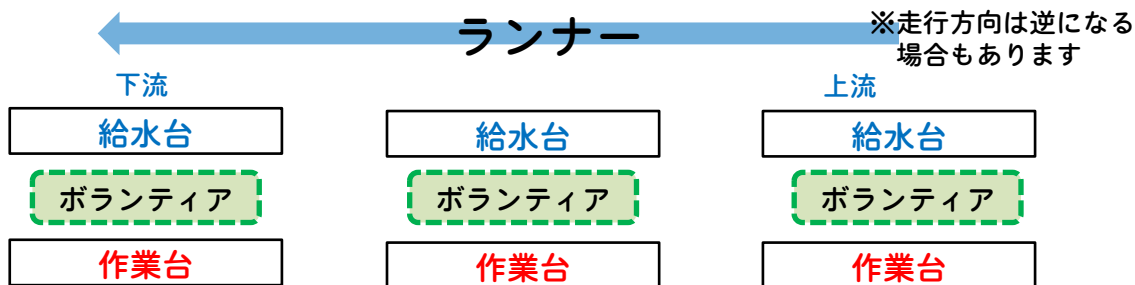 ランナー
※走行方向は逆になる
場合もあります
下流
上流
給水台
給水台
給水台
ボランティア
ボランティア
ボランティア
作業台
作業台
作業台